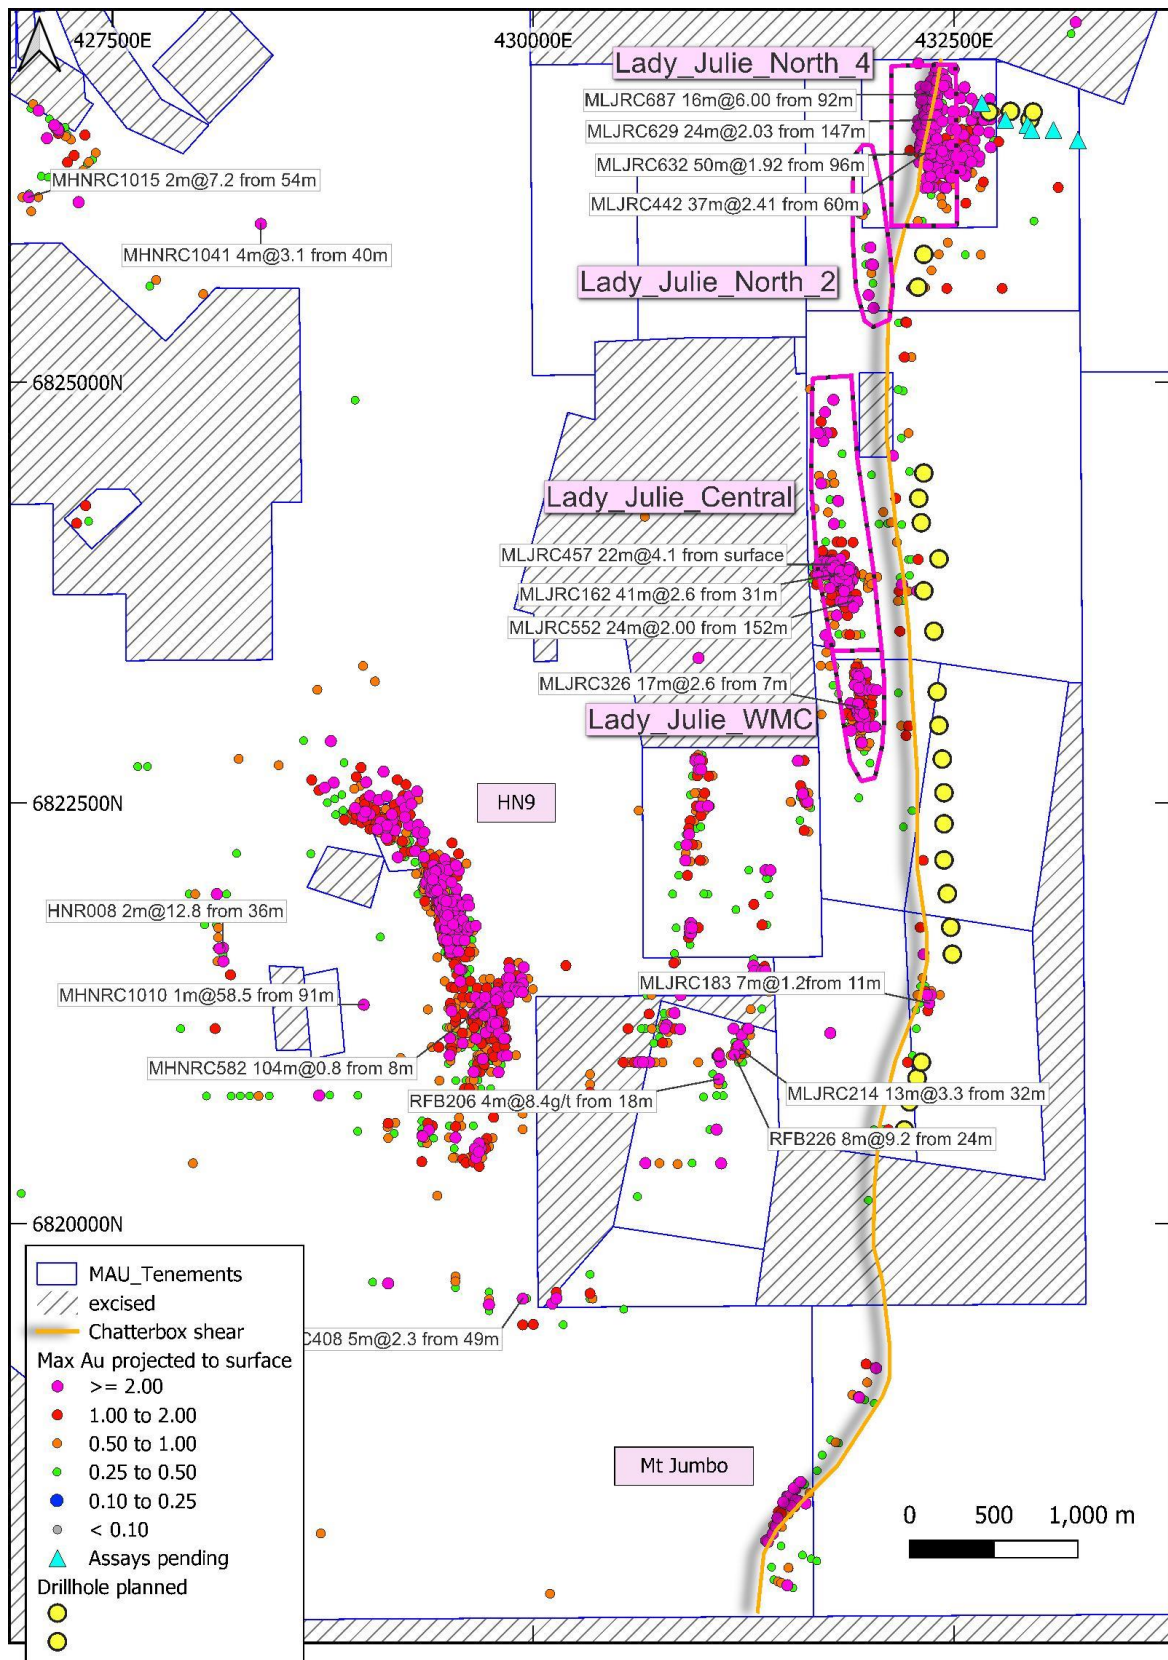 427500E
430000E
432500E
Lady_Julie_North_4
MLJRC687 16m@6.00 from 92m
MLJRC629 24m@2.03 from 147m
MLJRC632 50m@1.92 from 96m
MHNRC1015 2m@7.2 from 54m
MLJRC442 37m@2.41 from 60m
MHNRC1041 4m@3.1 from 40m
Lady_Julie_North_2
6825000N
Lady_Julie_Central
MLJRC457 22m@4.1 from surface
MLJRC162 41m@2.6 from 31m
MLJRC552 24m@2.00 from 152m
MLJRC326 17m@2.6 from 7m
Lady_Julie_WMC
6822500N
HN9
HNR008 2m@12.8 from 36m
MLJRC183 7m@1.2from 11m
MHNRC1010 1m@58.5 from 91m
MHNRC582 104m@0.8 from 8m
RFB206 4m@8.4g/t from 18m
MLJRC214 13m@3.3 from 32m
RFB226 8m@9.2 from 24m
6820000N
MAU_Tenements
excised
Chatterbox shear
C408 5m@2.3 from 49m
Max Au projected to surface
>= 2.00
1.00 to 2.00
0.50 to 1.00
0.25 to 0.50
0.10 to 0.25
< 0.10
Assays pending
Drillhole planned
Mt Jumbo
0 500 1,000 m